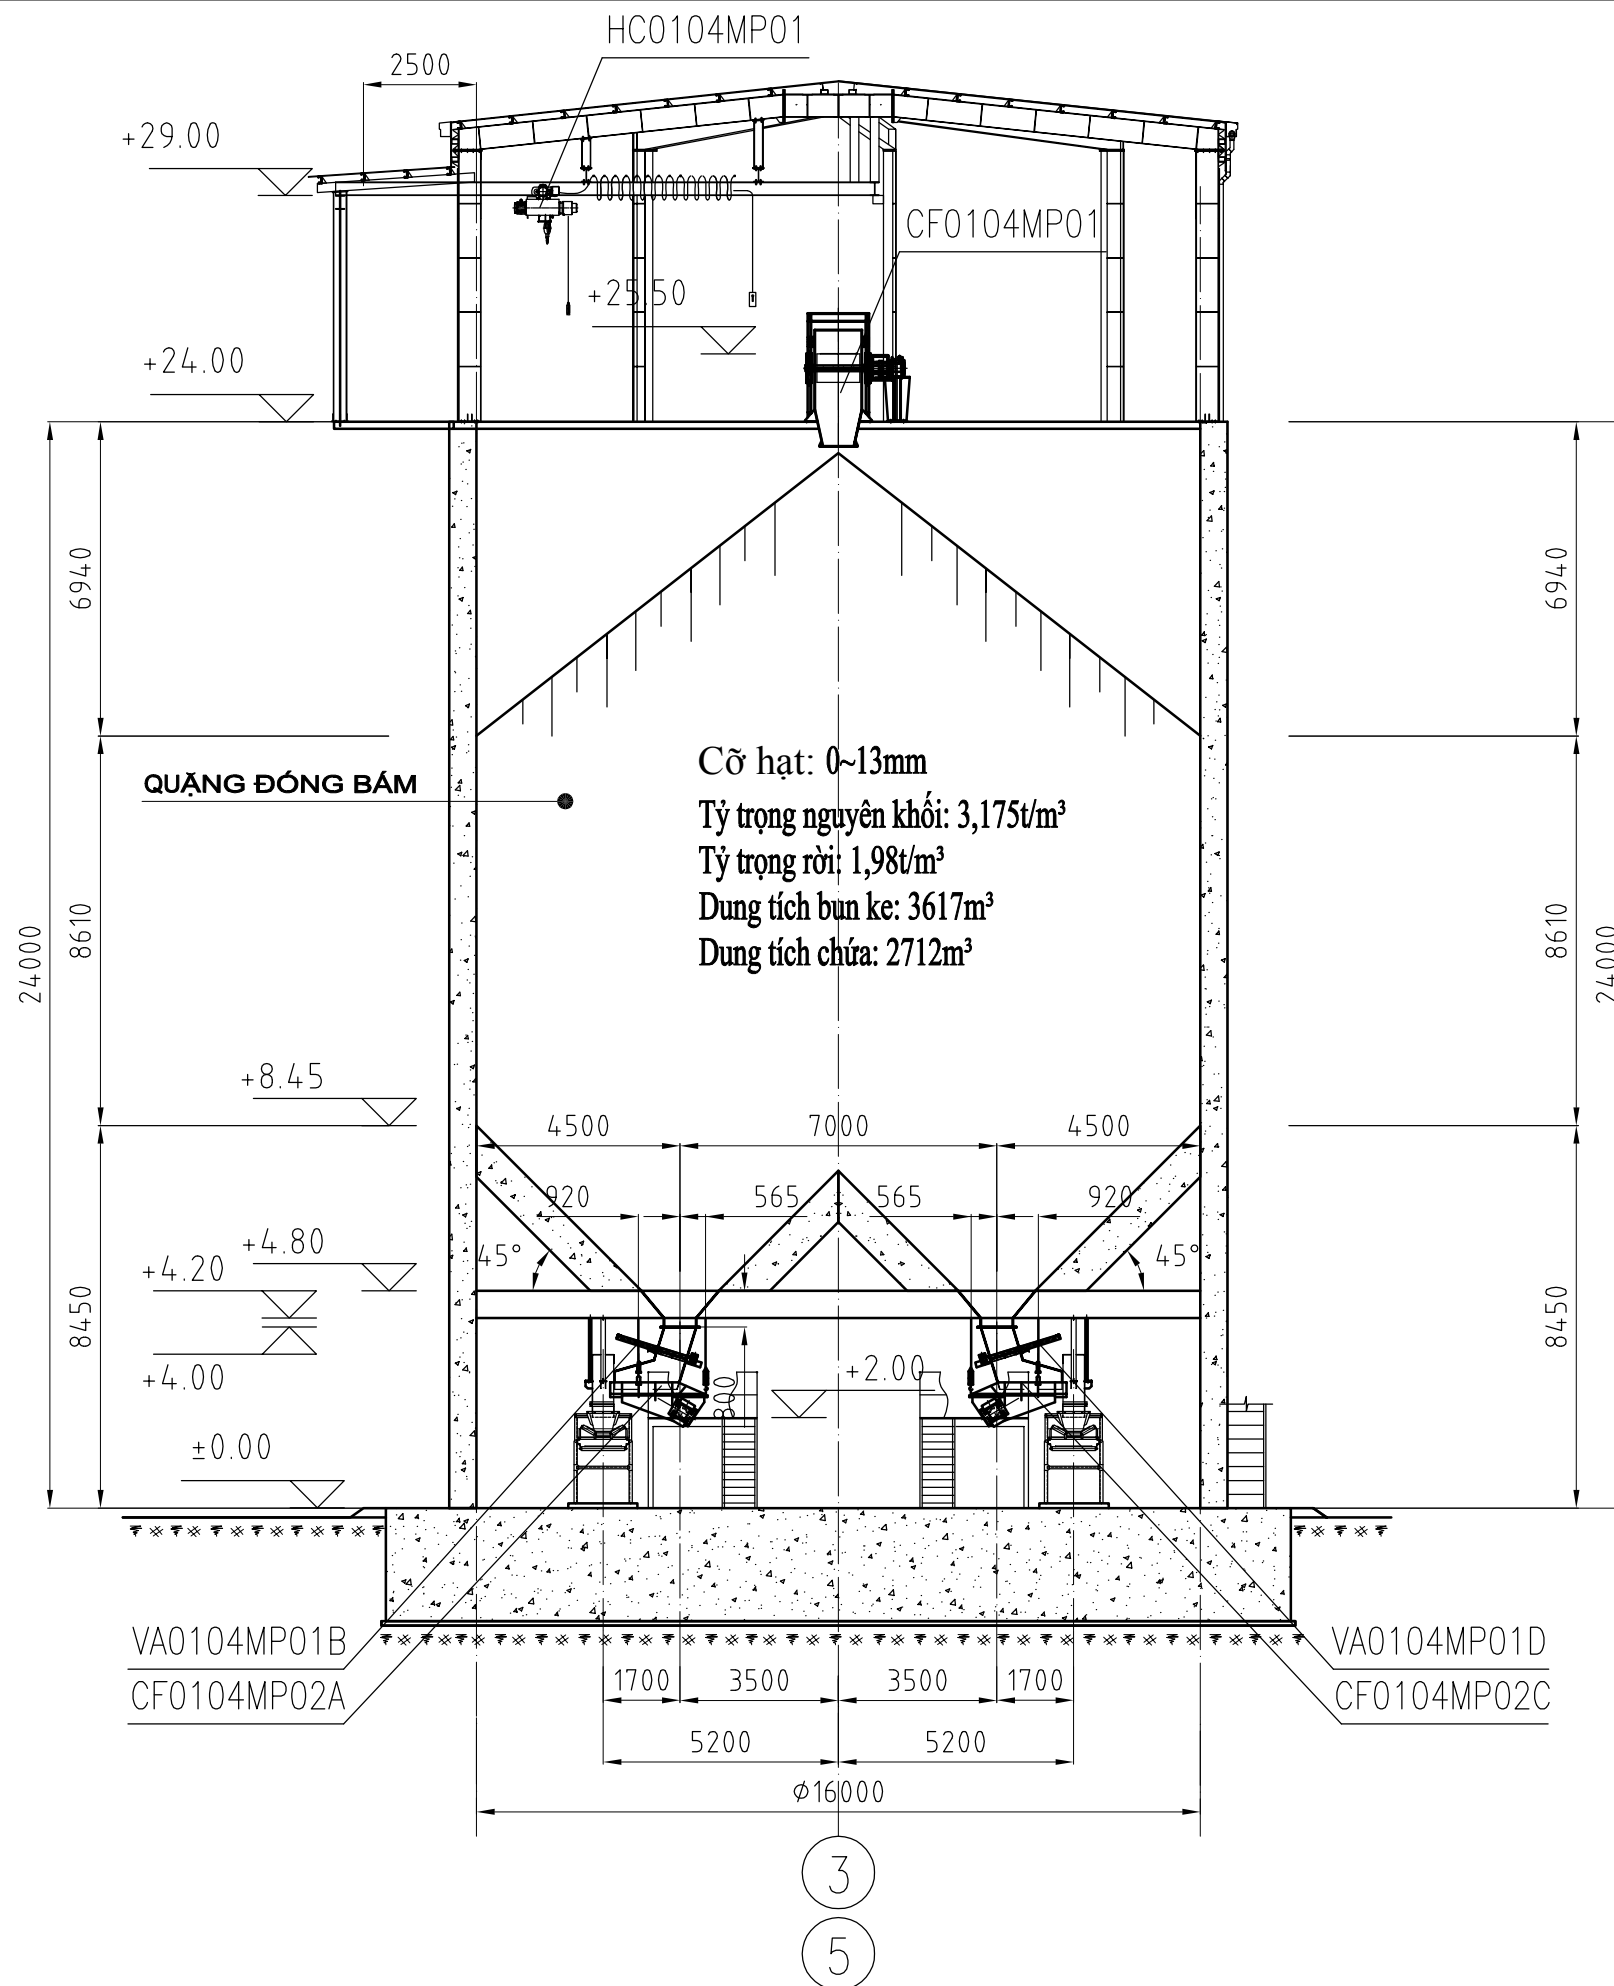 HC0104MP01
2500
+29.00
CF0104MP01
+25.50
+24.00
6940
6940
Cỡ hạt: 0~13mm
QUẶNG ĐÓNG BÁM
Tỷ trọng nguyên khối: 3,175t/m³
Tỷ trọng rời: 1,98t/m³
Dung tích bun ke: 3617m³
Dung tích chứa: 2712m³
24000
8610
8610
24000
+8.45
4500 7000 4500
920 565 565 920
45° 45°
+4.80
+4.20
8450
8450
+4.00
+2.00
800
±0.00
VA0104MP01B
VA0104MP01D
CF0104MP02A
CF0104MP02C
1700 3500 3500 1700
5200 5200
⌀16000
3
5